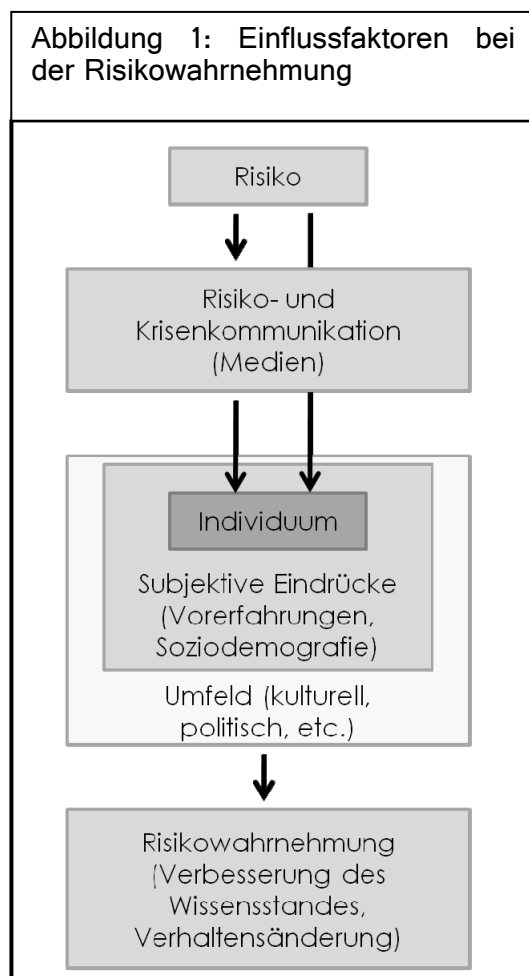 Abbildung 1: Einflussfaktoren bei
der Risikowahrnehmung
Risiko
Risiko- und
Krisenkommunikation
(Medien)
Individuum
Subjektive Eindrücke
(Vorerfahrungen,
Soziodemografie)
Umfeld (kulturell,
politisch, etc.)
Risikowahrnehmung
(Verbesserung des
Wissensstandes,
Verhaltensänderung)